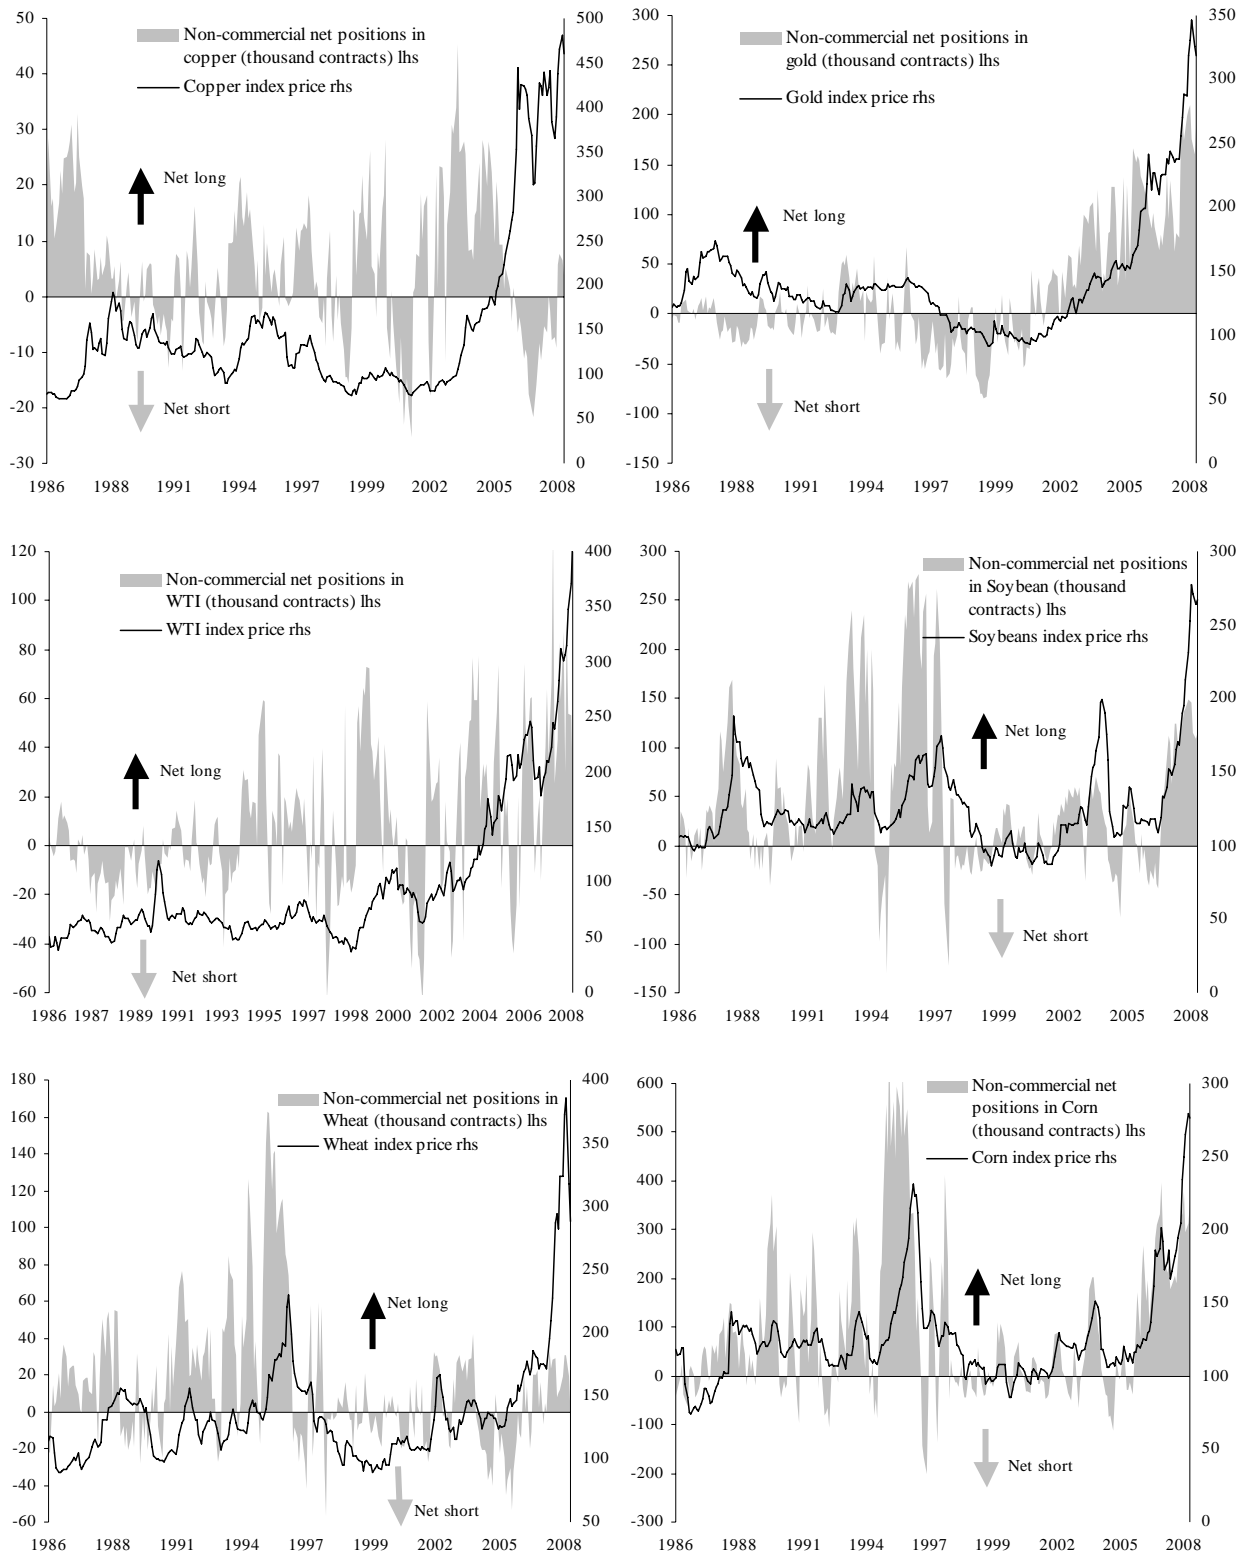 50
40
30
20
10
0
-10
-20
-30
500
450
400
350
300
250
200
150
100
50
0
Non-commercial net positions in
copper (thousand contracts) lhs
Copper index price rhs
Net long
Net short
1986 1988 1991 1994 1997 1999 2002 2005 2008
300
250
200
150
100
50
0
-50
-100
-150
350
300
250
200
150
100
50
0
Non-commercial net positions in
gold (thousand contracts) lhs
Gold index price rhs
Net long
Net short
1986 1988 1991 1994 1997 1999 2002 2005 2008
120
100
80
60
40
20
0
-20
-40
-60
400
350
300
250
200
150
100
50
0
Non-commercial net positions in
WTI (thousand contracts) lhs
WTI index price rhs
Net long
Net short
1986 1987 1989 1991 1993 1995 1997 1998 2000 2002 2004 2006 2008
300
250
200
150
100
50
0
-50
-100
-150
300
250
200
150
100
50
0
Non-commercial net positions
in Soybean (thousand
contracts) lhs
Soybeans index price rhs
Net long
Net short
1986 1988 1991 1994 1997 1999 2002 2005 2008
180
160
140
120
100
80
60
40
20
0
-20
-40
-60
400
350
300
250
200
150
100
50
Non-commercial net positions in
Wheat (thousand contracts) lhs
Wheat index price rhs
Net long
Net short
1986 1988 1991 1994 1997 1999 2002 2005 2008
600
500
400
300
200
100
0
-100
-200
-300
300
250
200
150
100
50
0
Non-commercial net
positions in Corn
(thousand contracts) lhs
Corn index price rhs
Net long
Net short
1986 1988 1991 1994 1997 1999 2002 2005 2008